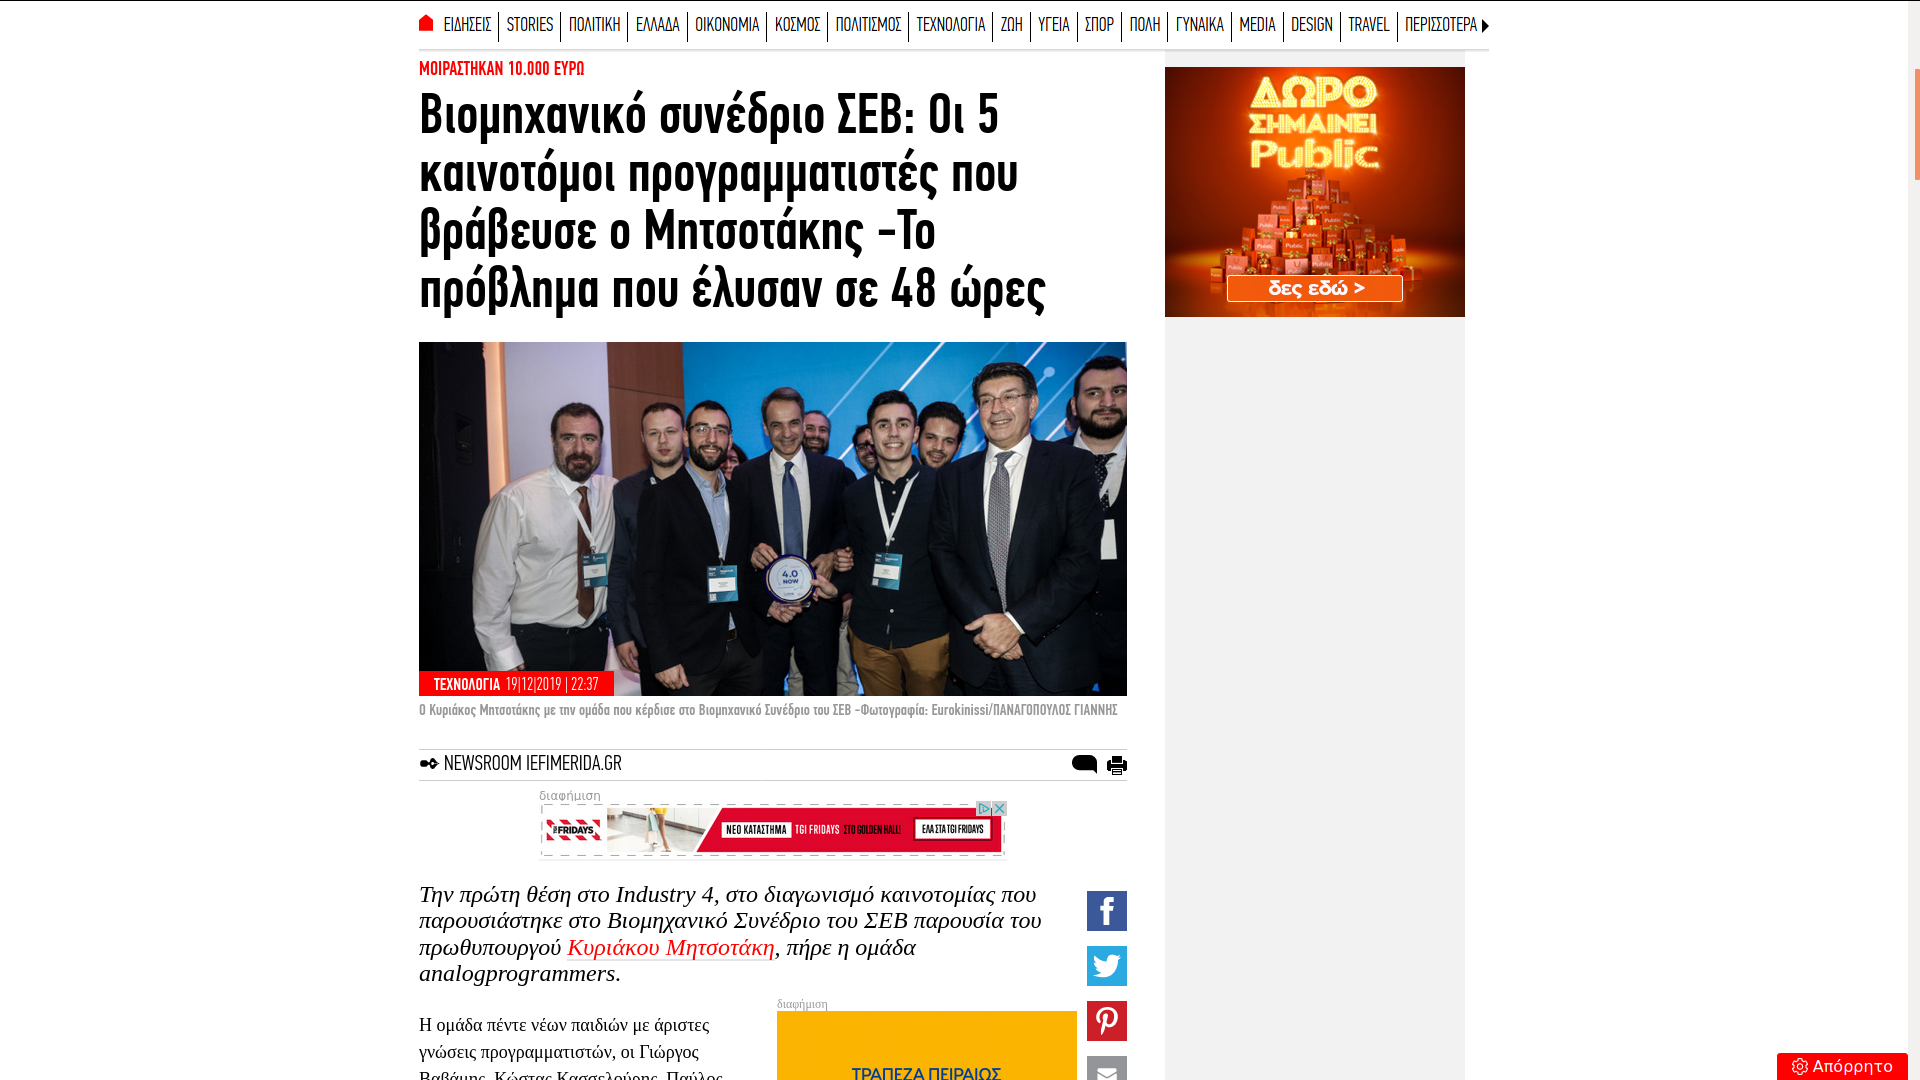 ΕΙΔΗΣΕΙΣ STORIES ΠΟΛΙΤΙΚΗ ΕΛΛΑΔΑ ΟΙΚΟΝΟΜΙΑ ΚΟΣΜΟΣ ΠΟΛΙΤΙΣΜΟΣ ΤΕΧΝΟΛΟΓΙΑ ΖΩΗ ΥΓΕΙΑ ΣΠΟΡ ΠΟΛΗ ΓΥΝΑΙΚΑ MEDIA DESIGN TRAVEL ΠΕΡΙΣΣΟΤΕΡΑ
ΜΟΙΡΑΣΤΗΚΑΝ 10.000 ΕΥΡΩ
Βιομηχανικό συνέδριο ΣΕΒ: Οι 5
καινοτόμοι προγραμματιστές που
βράβευσε ο Μητσοτάκης -Το
πρόβλημα που έλυσαν σε 48 ώρες
4.0
NOW
ΤΕΧΝΟΛΟΓΙΑ 19|12|2019 | 22:37
Ο Κυριάκος Μητσοτάκης με την ομάδα που κέρδισε στο Βιομηχανικό Συνέδριο του ΣΕΒ -Φωτογραφία: Eurokinissi/ΠΑΝΑΓΟΠΟΥΛΟΣ ΓΙΑΝΝΗΣ
NEWSROOM IEFIMERIDA.GR
διαφήμιση
FRIDAYS ΝΕΟ ΚΑΤΑΣΤΗΜΑ TGI FRIDAYS ΣΤΟ GOLDEN HALL! ΕΛΑ ΣΤΑ TGI FRIDAYS
Την πρώτη θέση στο Industry 4, στο διαγωνισμό καινοτομίας που
παρουσιάστηκε στο Βιομηχανικό Συνέδριο του ΣΕΒ παρουσία του
πρωθυπουργού Κυριάκου Μητσοτάκη, πήρε η ομάδα
analogprogrammers.
Η ομάδα πέντε νέων παιδιών με άριστες
γνώσεις προγραμματιστών, οι Γιώργος
Βαβάμης, Κώστας Κασσελούρης, Παύλος
διαφήμιση
ΤΡΑΠΕΖΑ ΠΕΙΡΑΙΩΣ
ΔΩΡΟ
ΣΗΜΑΙΝΕΙ
Public
δες εδώ >
Απόρρητο